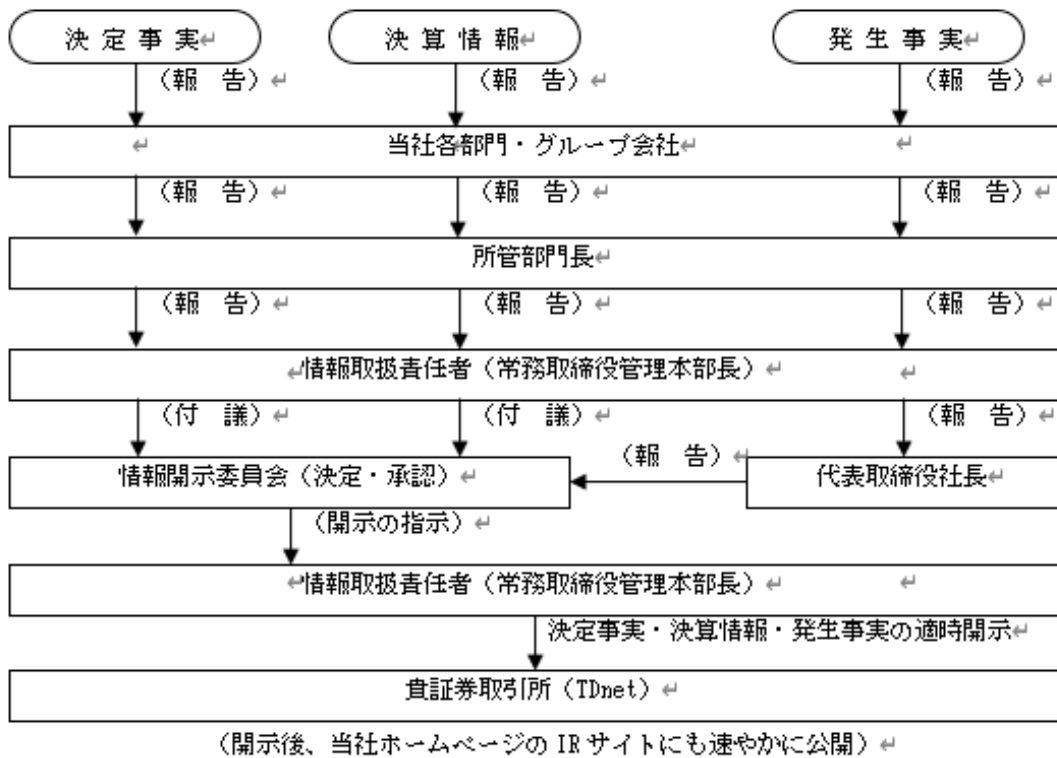 決定事実↵ 決算情報↵ 発生事実↵
（報　告）↵ （報　告）↵ （報　告）↵
↵ 当社各部門・グループ会社↵ ↵
（報　告）↵ （報　告）↵ （報　告）↵
所管部門長↵
（報　告）↵ （報　告）↵ （報　告）↵
↵情報取扱責任者（常務取締役管理本部長）↵ ↵
（付　議）↵ （付　議）↵ （報　告）↵
情報開示委員会（決定・承認）↵ （報　告）↵ 代表取締役社長↵
（開示の指示）↵
↵情報取扱責任者（常務取締役管理本部長）↵ ↵
決定事実・決算情報・発生事実の適時開示↵
貴証券取引所（TDnet）↵
（開示後、当社ホームページの IR サイトにも速やかに公開）↵